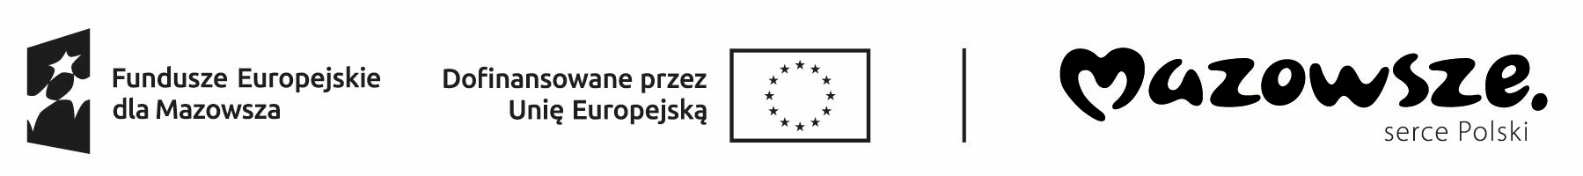 Fundusze Europejskie
dla Mazowsza
Dofinansowane przez
Unię Europejską
Mazowsze.
serce Polski